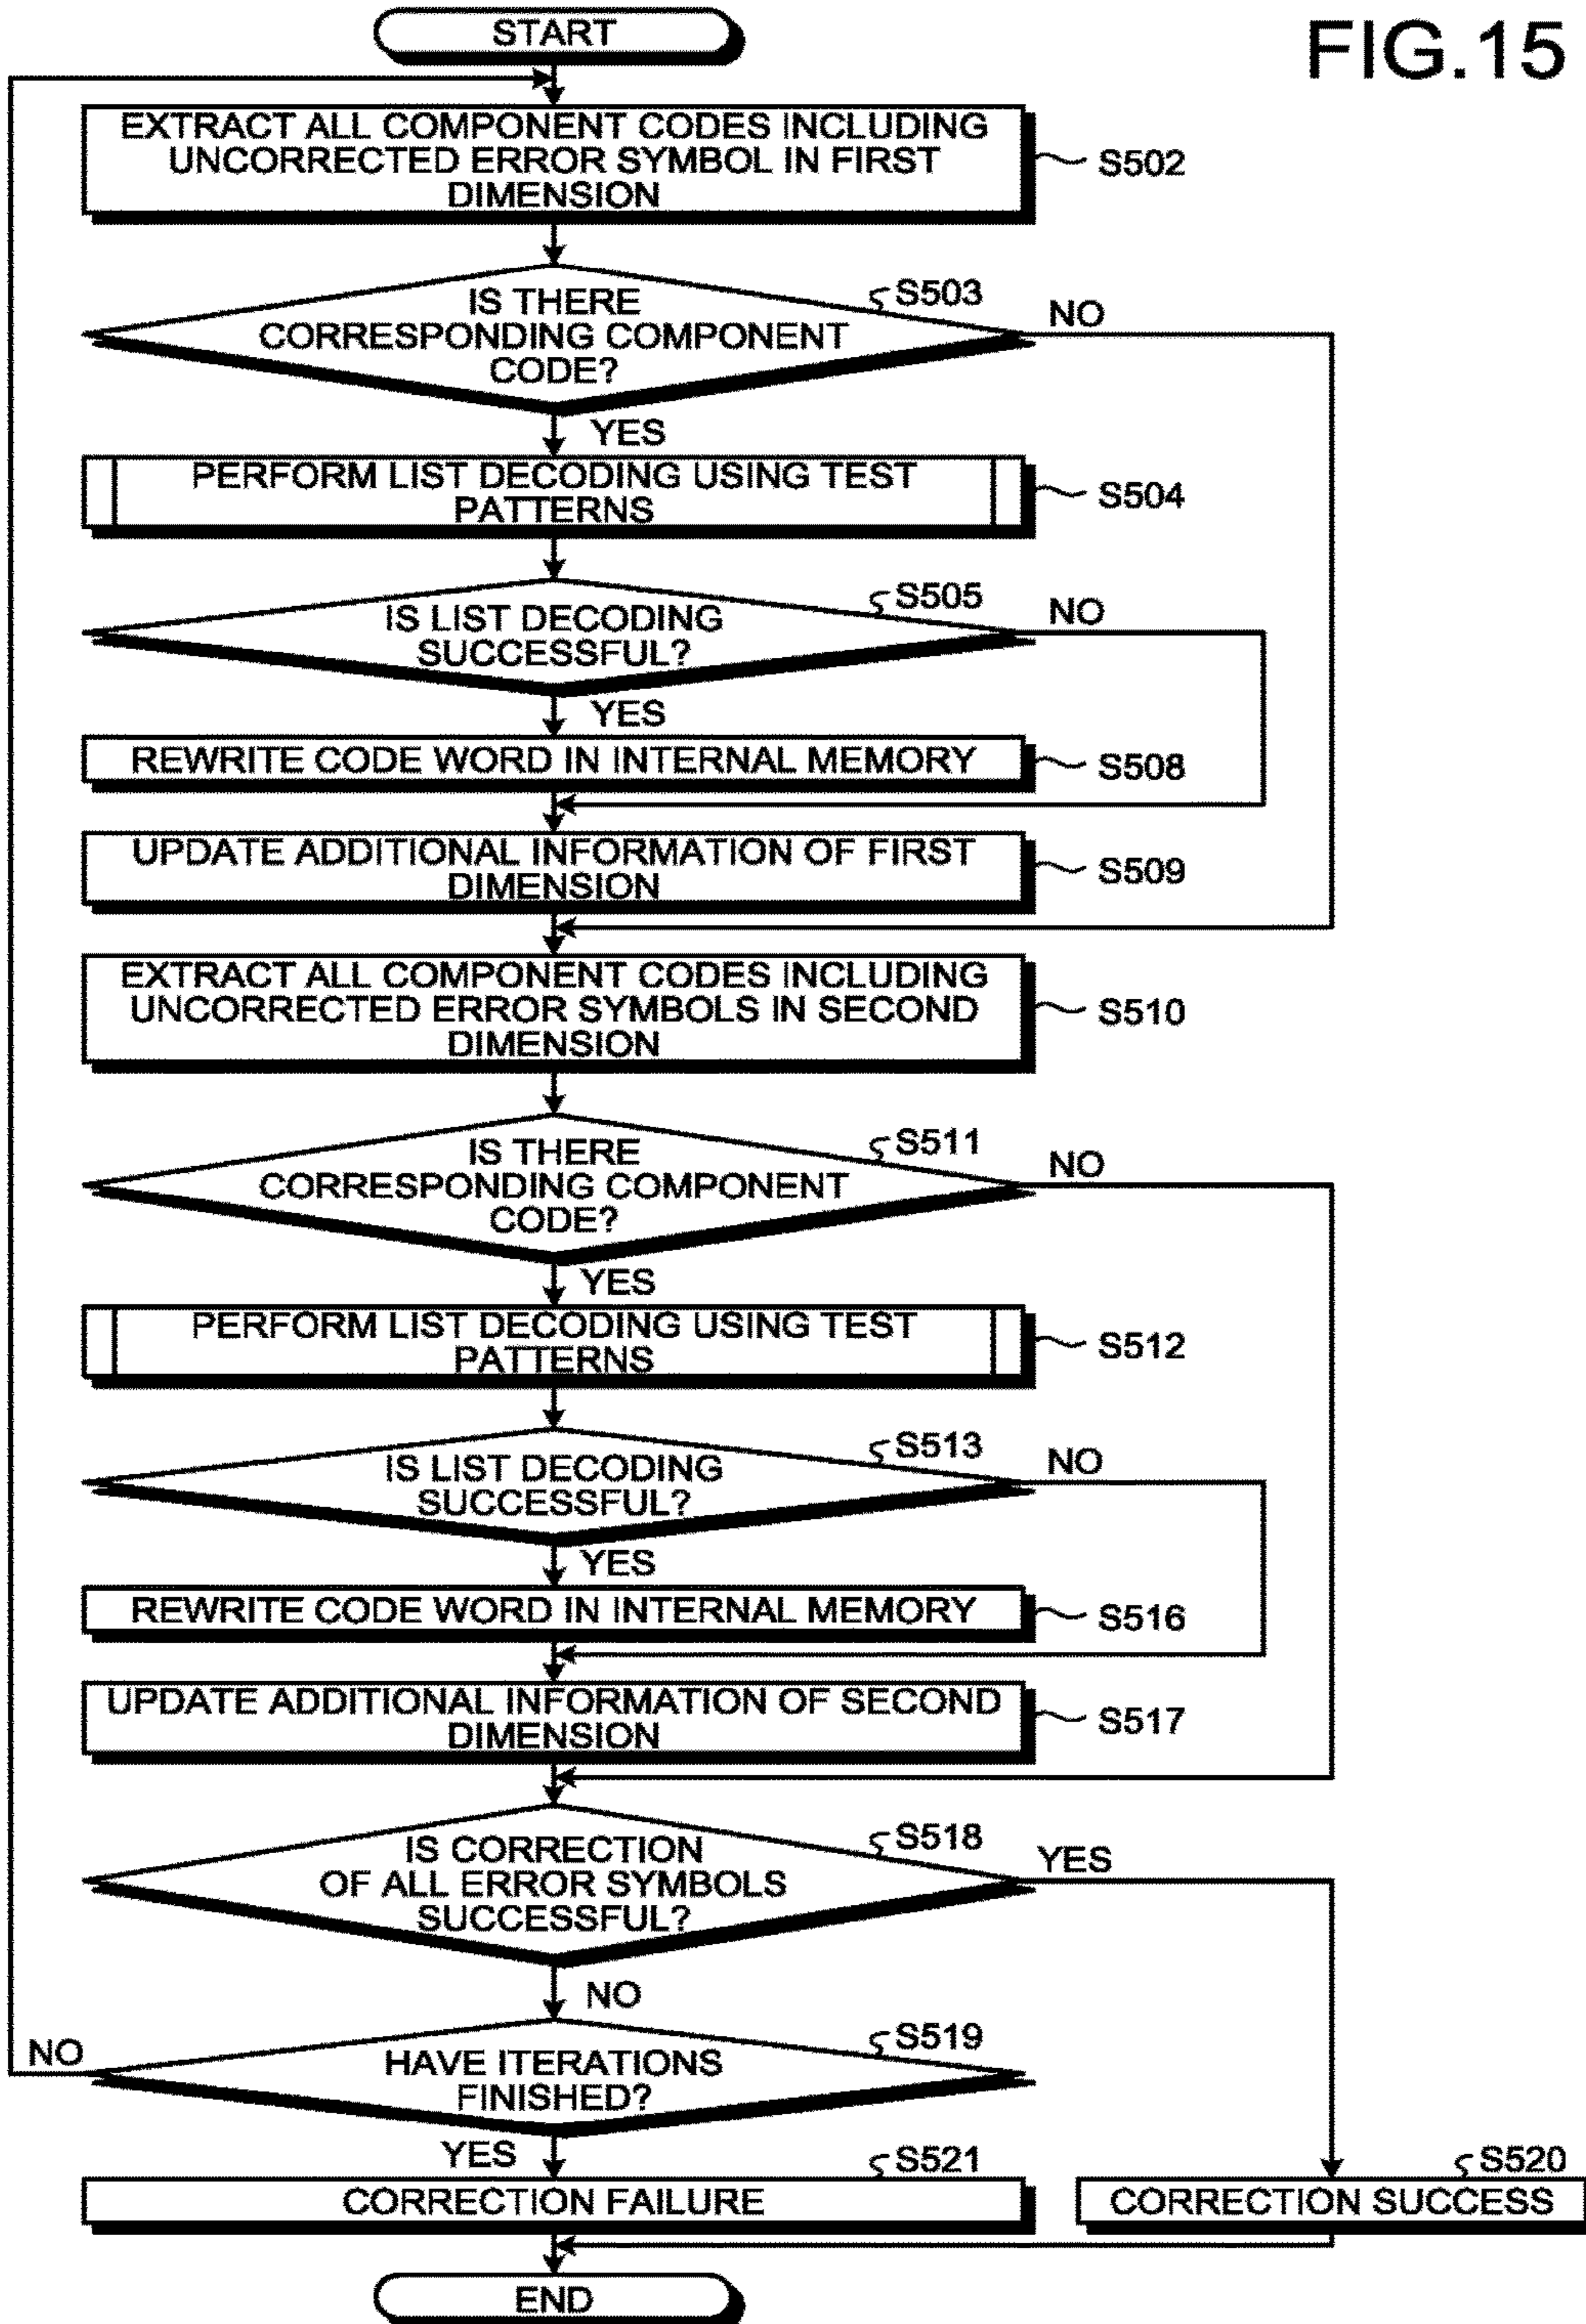 FIG.15
START
EXTRACT ALL COMPONENT CODES INCLUDING
UNCORRECTED ERROR SYMBOL IN FIRST
DIMENSION
S502
S503
IS THERE
CORRESPONDING COMPONENT
CODE?
NO
YES
PERFORM LIST DECODING USING TEST
PATTERNS
S504
S505
IS LIST DECODING
SUCCESSFUL?
NO
YES
REWRITE CODE WORD IN INTERNAL MEMORY
S508
UPDATE ADDITIONAL INFORMATION OF FIRST
DIMENSION
S509
EXTRACT ALL COMPONENT CODES INCLUDING
UNCORRECTED ERROR SYMBOLS IN SECOND
DIMENSION
S510
S511
IS THERE
CORRESPONDING COMPONENT
CODE?
NO
YES
PERFORM LIST DECODING USING TEST
PATTERNS
S512
S513
IS LIST DECODING
SUCCESSFUL?
NO
YES
REWRITE CODE WORD IN INTERNAL MEMORY
S516
UPDATE ADDITIONAL INFORMATION OF SECOND
DIMENSION
S517
S518
IS CORRECTION
OF ALL ERROR SYMBOLS
SUCCESSFUL?
YES
NO
S519
HAVE ITERATIONS
FINISHED?
NO
YES
S521
CORRECTION FAILURE
S520
CORRECTION SUCCESS
END